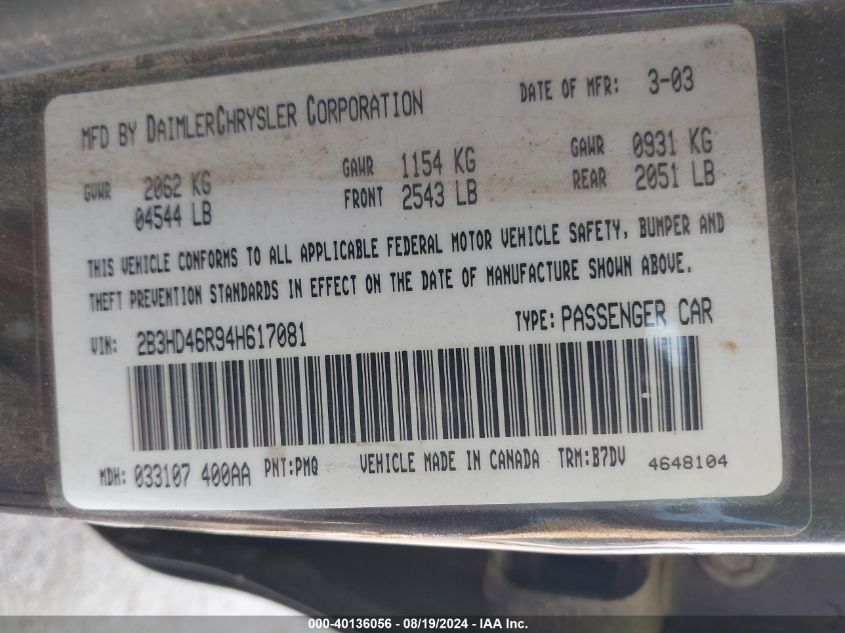 MFD BY DAIMLERCHRYSLER CORPORATION DATE OF MFR: 3-03
GVWR 2062 KG GAWR 1154 KG GAWR 0931 KG
04544 LB FRONT 2543 LB REAR 2051 LB
THIS VEHICLE CONFORMS TO ALL APPLICABLE FEDERAL MOTOR VEHICLE SAFETY, BUMPER AND
THEFT PREVENTION STANDARDS IN EFFECT ON THE DATE OF MANUFACTURE SHOWN ABOVE.
VIN: 2B3HD46R94H617081 TYPE: PASSENGER CAR
MDH: 033107 400AA PNT:PMQ VEHICLE MADE IN CANADA TRM:B7DV 4648104
000-40136056 - 08/19/2024 - IAA Inc.